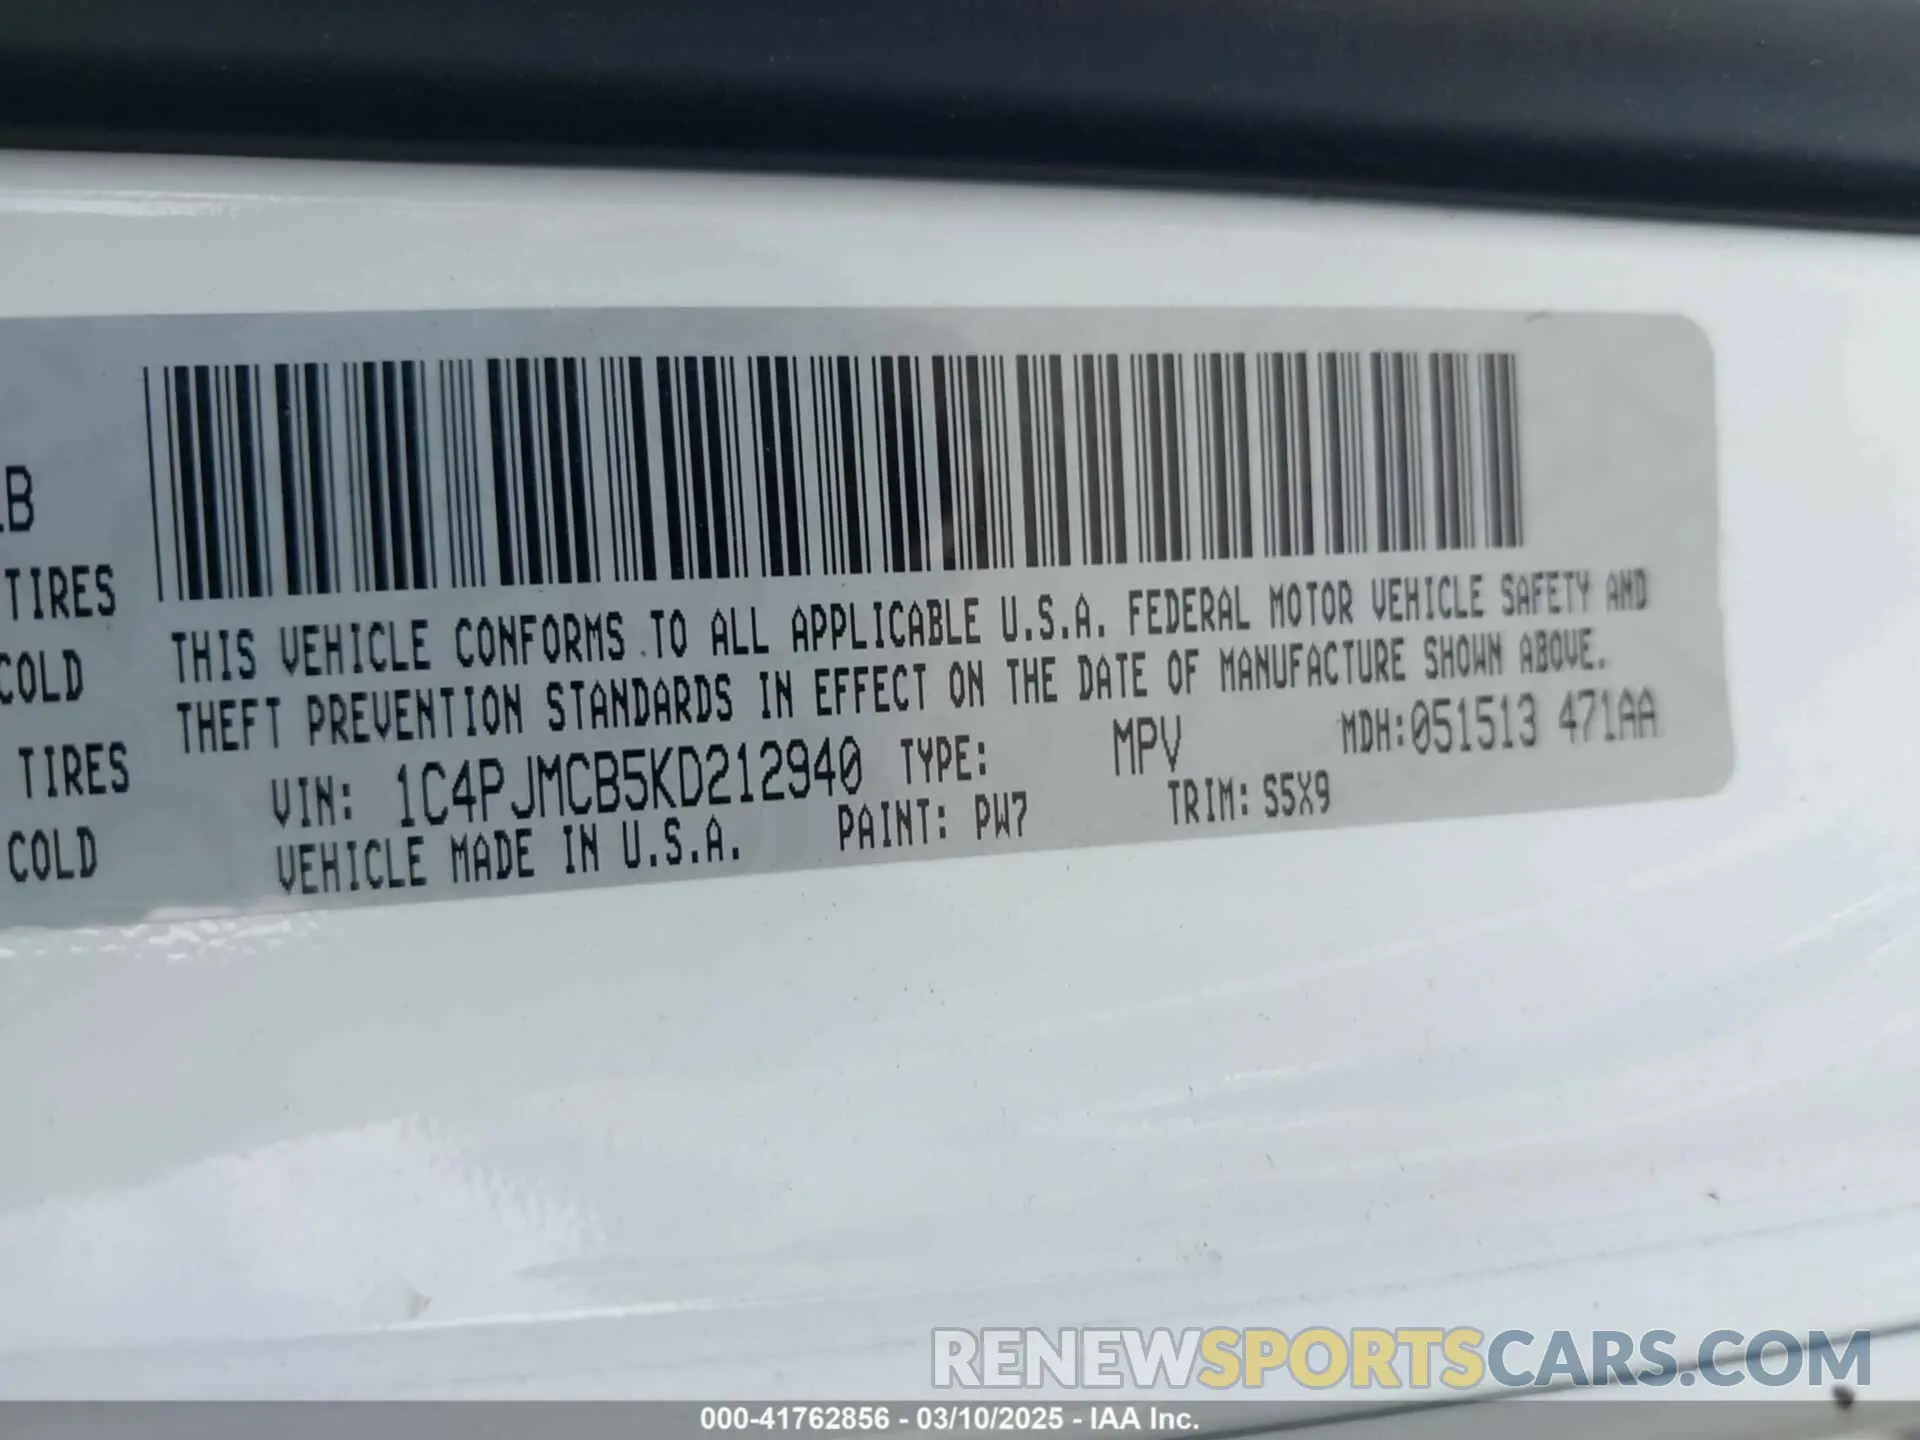 LB
TIRES
COLD
TIRES
COLD
THIS VEHICLE CONFORMS TO ALL APPLICABLE U.S.A. FEDERAL MOTOR VEHICLE SAFETY AND
THEFT PREVENTION STANDARDS IN EFFECT ON THE DATE OF MANUFACTURE SHOWN ABOVE.
VIN: 1C4PJMCB5KD212940 TYPE: MPV MDH:051513 471AA
VEHICLE MADE IN U.S.A. PAINT: PW7 TRIM: S5X9
RENEWSPORTSCARS.COM
000-41762856 - 03/10/2025 - IAA Inc.